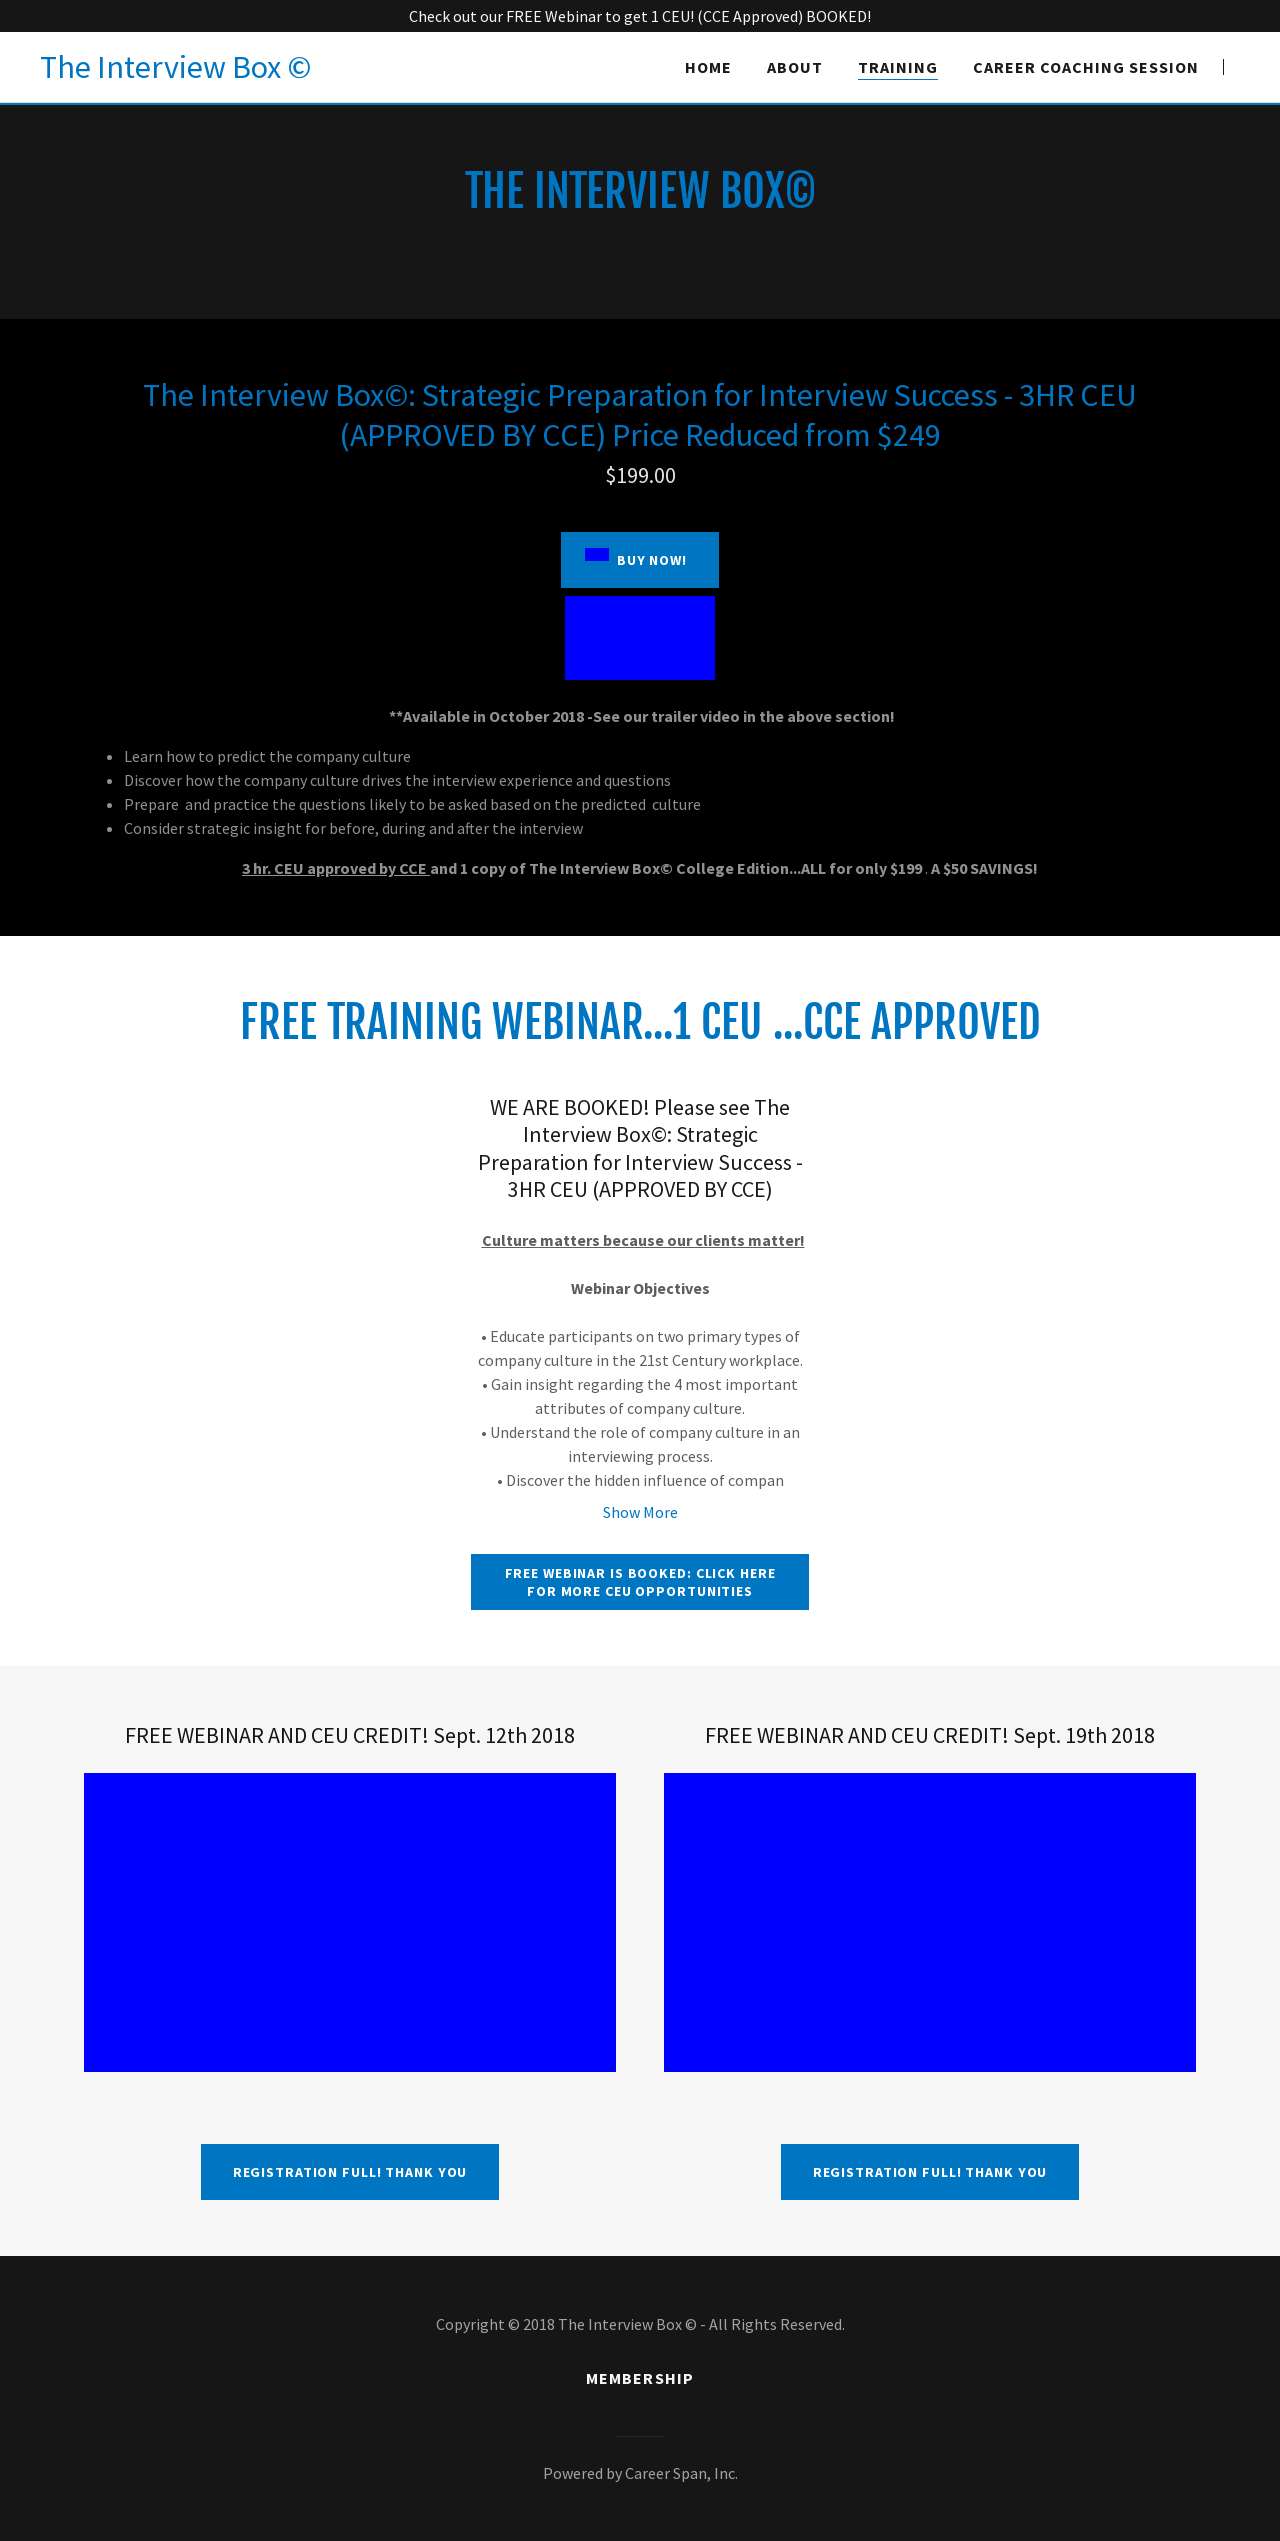 Check out our FREE Webinar to get 1 CEU! (CCE Approved) BOOKED!
The Interview Box ©
HOME
ABOUT
TRAINING
CAREER COACHING SESSION
THE INTERVIEW BOX©
The Interview Box©: Strategic Preparation for Interview Success - 3HR CEU
(APPROVED BY CCE) Price Reduced from $249
$199.00
BUY NOW!
**Available in October 2018 -See our trailer video in the above section!
• Learn how to predict the company culture
• Discover how the company culture drives the interview experience and questions
• Prepare  and practice the questions likely to be asked based on the predicted  culture
• Consider strategic insight for before, during and after the interview
3 hr. CEU approved by CCE and 1 copy of The Interview Box© College Edition...ALL for only $199 . A $50 SAVINGS!
FREE TRAINING WEBINAR...1 CEU ...CCE APPROVED
WE ARE BOOKED! Please see The
Interview Box©: Strategic
Preparation for Interview Success -
3HR CEU (APPROVED BY CCE)
Culture matters because our clients matter!
Webinar Objectives
• Educate participants on two primary types of
company culture in the 21st Century workplace.
• Gain insight regarding the 4 most important
attributes of company culture.
• Understand the role of company culture in an
interviewing process.
• Discover the hidden influence of compan
Show More
FREE WEBINAR IS BOOKED: CLICK HERE
FOR MORE CEU OPPORTUNITIES
FREE WEBINAR AND CEU CREDIT! Sept. 12th 2018
FREE WEBINAR AND CEU CREDIT! Sept. 19th 2018
REGISTRATION FULL! THANK YOU
REGISTRATION FULL! THANK YOU
Copyright © 2018 The Interview Box © - All Rights Reserved.
MEMBERSHIP
Powered by Career Span, Inc.